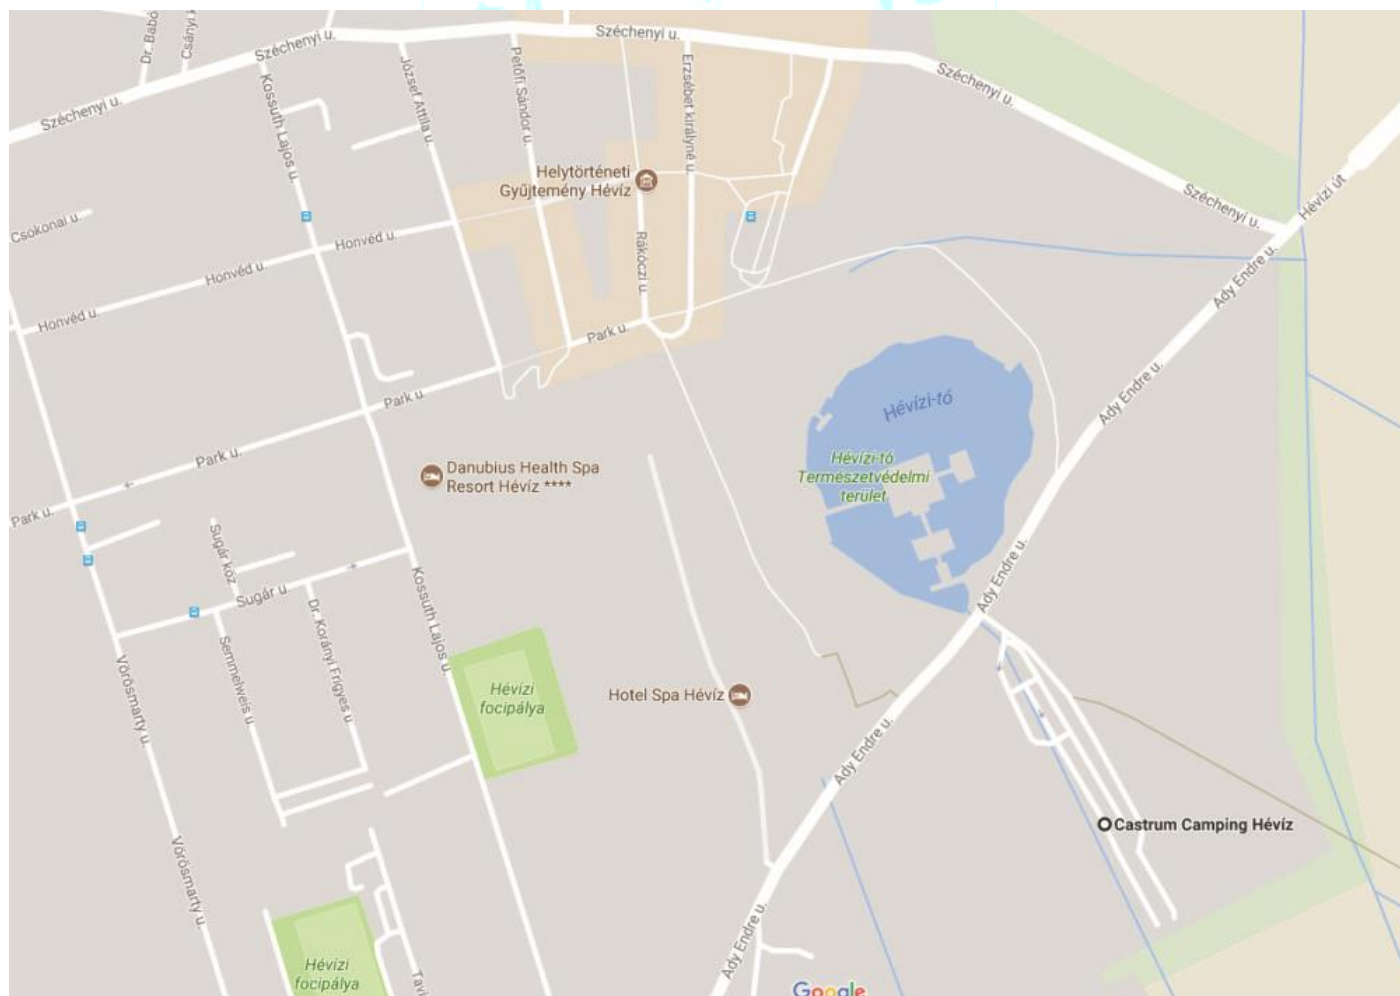 Dr. Babó
Csányi
Széchenyi u.
Széchenyi u.
Széchenyi u.
Széchenyi u.
Széchenyi u.
Kossuth Lajos u.
József Attila u.
Petőfi Sándor u.
Erzsébet királyné u.
Helytörténeti
Gyűjtemény Hévíz
Hévízi út
Csokonai u.
Honvéd u.
Honvéd u.
Honvéd u.
Rákóczi u.
Ady Endre u.
Park u.
Ady Endre u.
Park u.
Hévízi-tó
Park u.
Danubius Health Spa
Resort Hévíz ****
Hévízi-tó
Természetvédelmi
terület
Park u.
Sugár köz
Sugár u.
Ady Endre u.
Kossuth Lajos u.
Dr. Korányi Frigyes u.
Semmelweis u.
Vörösmarty u.
Hévízi
focipálya
Hotel Spa Hévíz
Ady Endre u.
Castrum Camping Hévíz
Vörösmarty u.
Ady Endre u.
Hévízi
focipálya
Tavi
Google